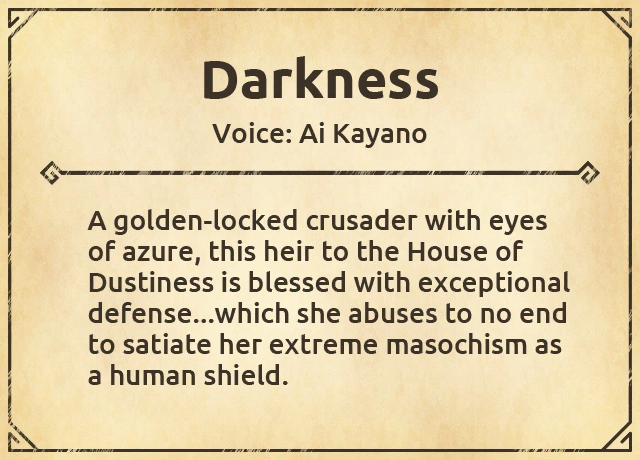 Darkness
Voice: Ai Kayano
A golden-locked crusader with eyes
of azure, this heir to the House of
Dustiness is blessed with exceptional
defense...which she abuses to no end
to satiate her extreme masochism as
a human shield.